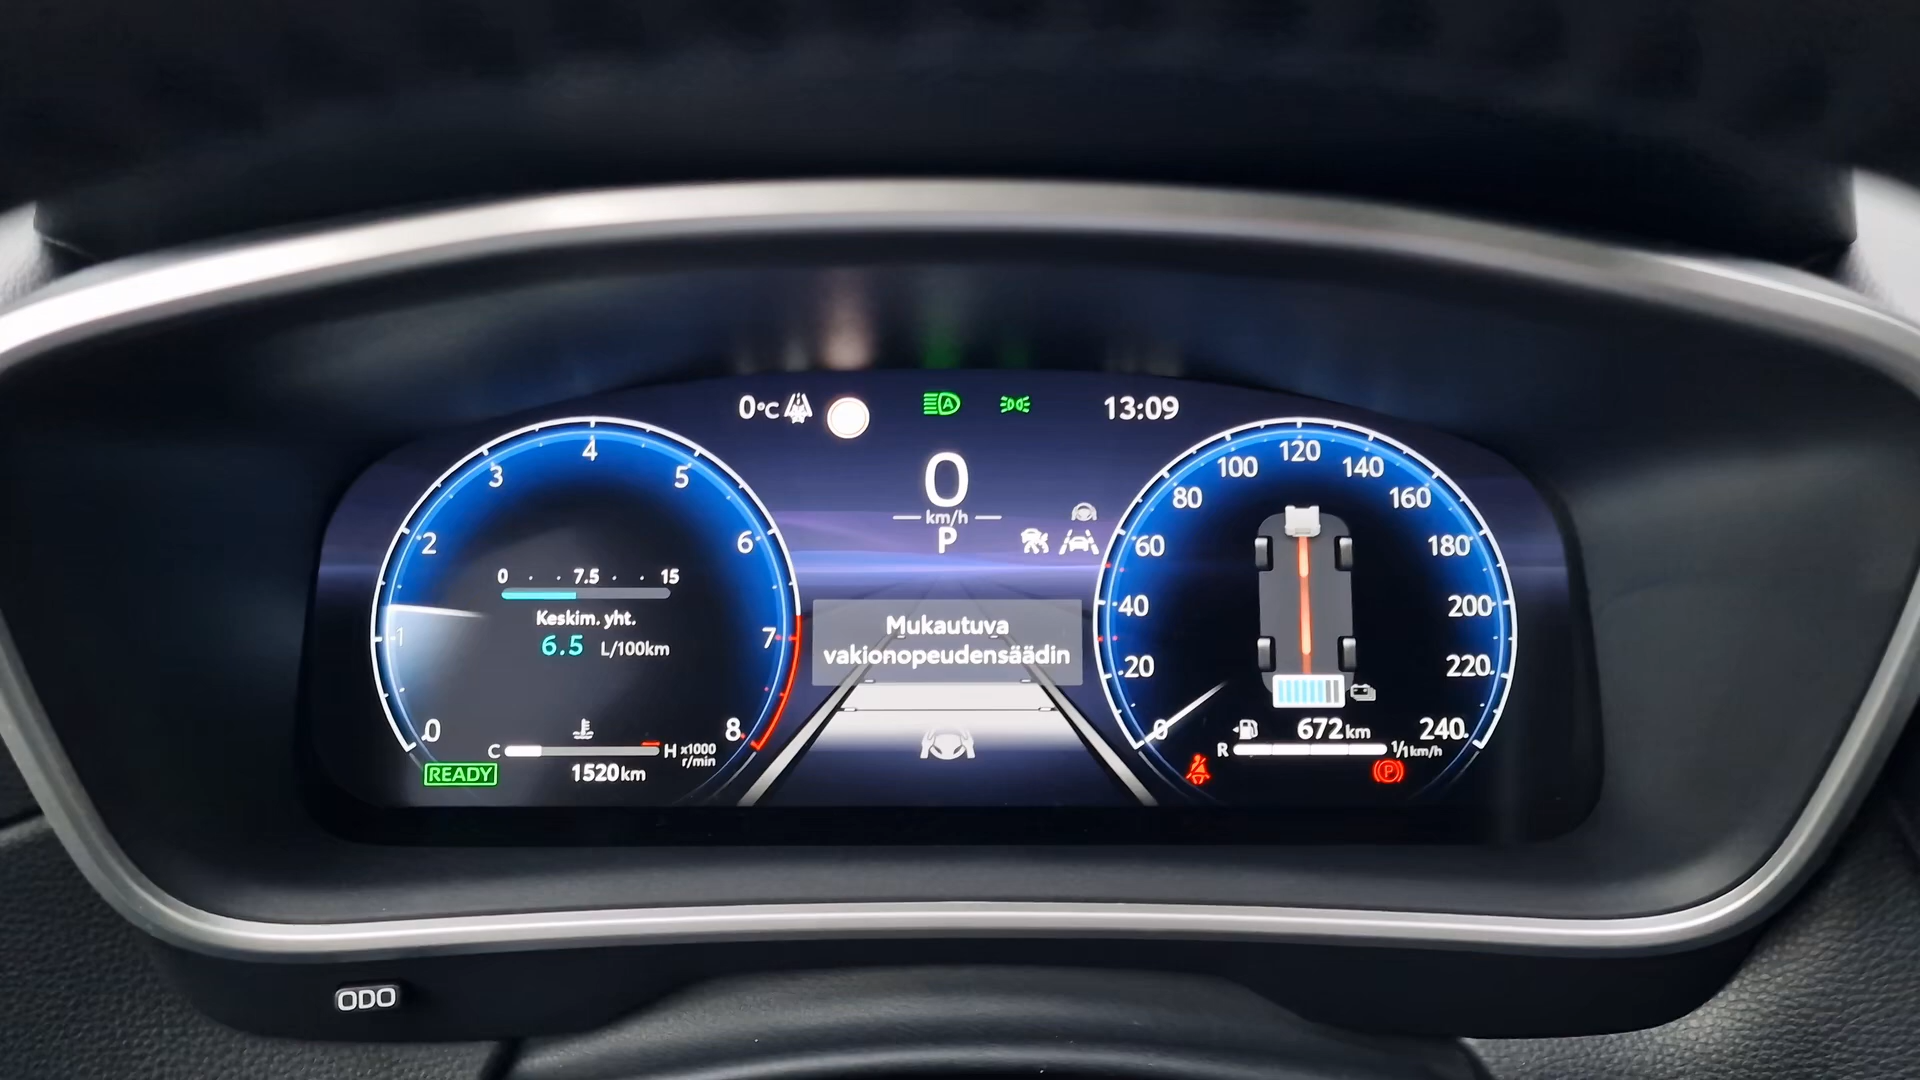 0°C
A
13:09
0
km/h
P
0 1 2 3 4 5 6 7 8
0 · · 7.5 · · 15
Keskim. yht.
6.5 L/100km
Mukautuva
vakionopeudensäädin
C H x1000
r/min
READY
1520km
0 20 40 60 80 100 120 140 160 180 200 220 240
672km
R 1/1km/h
P
ODO